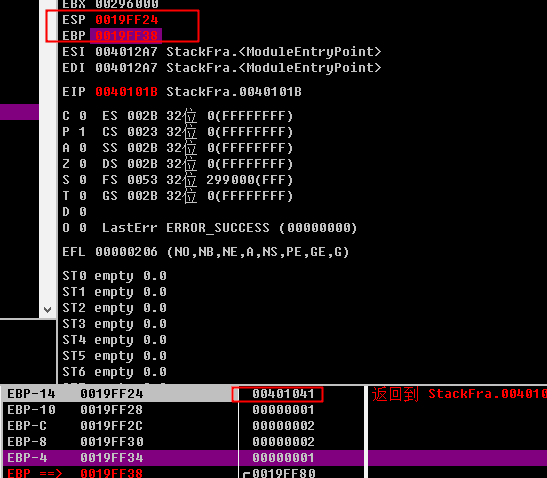 EBX 00296000
ESP 0019FF24
EBP 0019FF38
ESI 004012A7 StackFra.<ModuleEntryPoint>
EDI 004012A7 StackFra.<ModuleEntryPoint>
EIP 0040101B StackFra.0040101B
C 0 ES 002B 32位 0(FFFFFFFF)
P 1 CS 0023 32位 0(FFFFFFFF)
A 0 SS 002B 32位 0(FFFFFFFF)
Z 0 DS 002B 32位 0(FFFFFFFF)
S 0 FS 0053 32位 299000(FFF)
T 0 GS 002B 32位 0(FFFFFFFF)
D 0
O 0 LastErr ERROR_SUCCESS (00000000)
EFL 00000206 (NO,NB,NE,A,NS,PE,GE,G)
ST0 empty 0.0
ST1 empty 0.0
ST2 empty 0.0
ST3 empty 0.0
ST4 empty 0.0
ST5 empty 0.0
ST6 empty 0.0
EBP-14 0019FF24 00401041 返回到 StackFra.004010
EBP-10 0019FF28 00000001
EBP-C 0019FF2C 00000002
EBP-8 0019FF30 00000002
EBP-4 0019FF34 00000001
EBP ==> 0019FF38 0019FF80